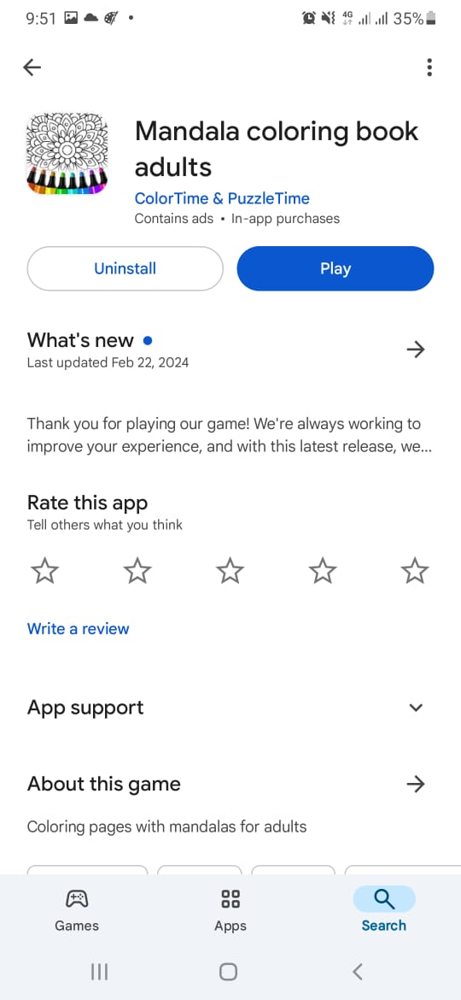 9:51
4G
35%
Mandala coloring book
adults
ColorTime & PuzzleTime
Contains ads • In-app purchases
Uninstall
Play
What's new
Last updated Feb 22, 2024
Thank you for playing our game! We're always working to
improve your experience, and with this latest release, we...
Rate this app
Tell others what you think
Write a review
App support
About this game
Coloring pages with mandalas for adults
Games
Apps
Search